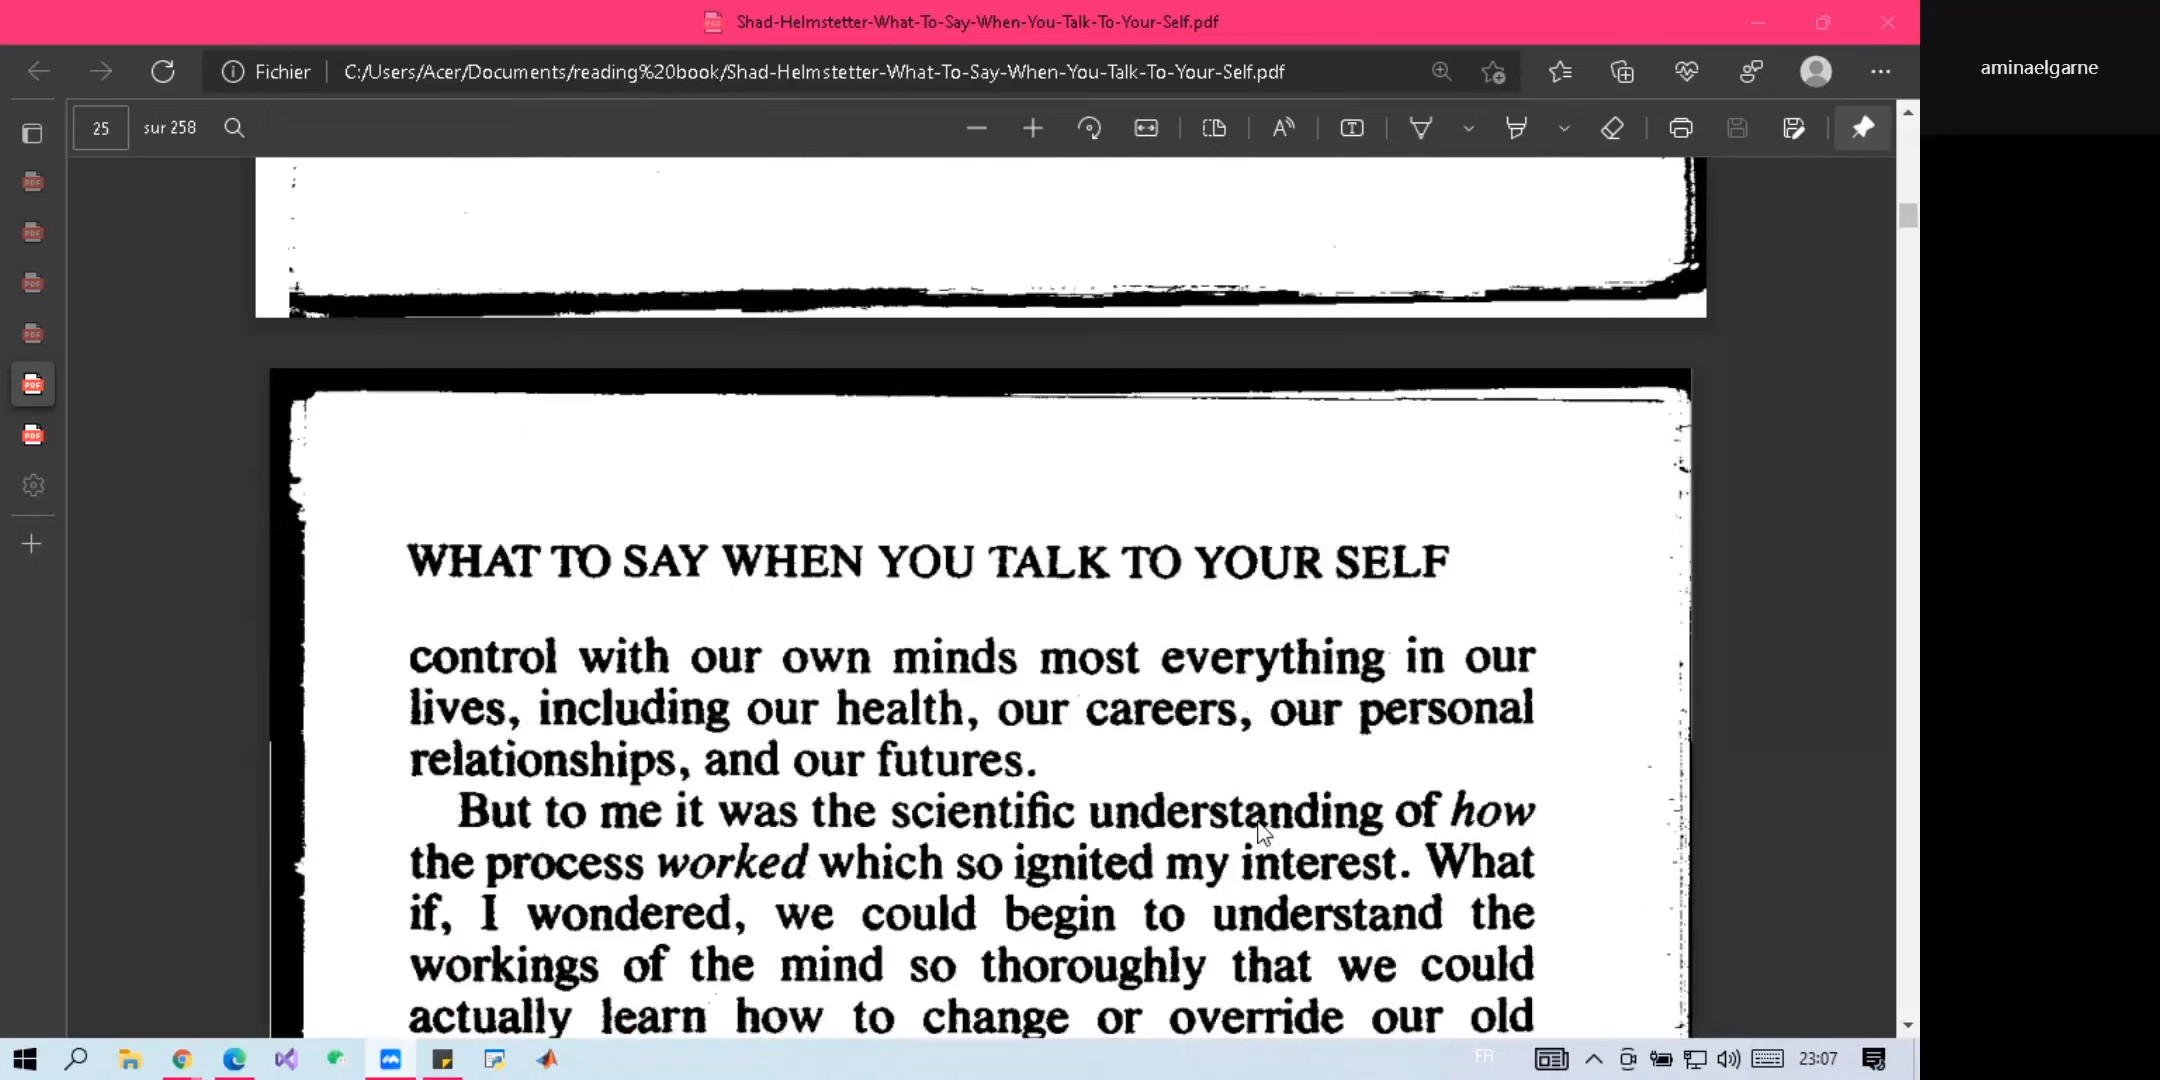 Shad-Helmstetter-What-To-Say-When-You-Talk-To-Your-Self.pdf
Fichier
C:/Users/Acer/Documents/reading%20book/Shad-Helmstetter-What-To-Say-When-You-Talk-To-Your-Self.pdf
aminaelgarne
25 sur 258
WHAT TO SAY WHEN YOU TALK TO YOUR SELF
control with our own minds most everything in our
lives, including our health, our careers, our personal
relationships, and our futures.
But to me it was the scientific understanding of how
the process worked which so ignited my interest. What
if, I wondered, we could begin to understand the
workings of the mind so thoroughly that we could
actually learn how to change or override our old
FR
23:07